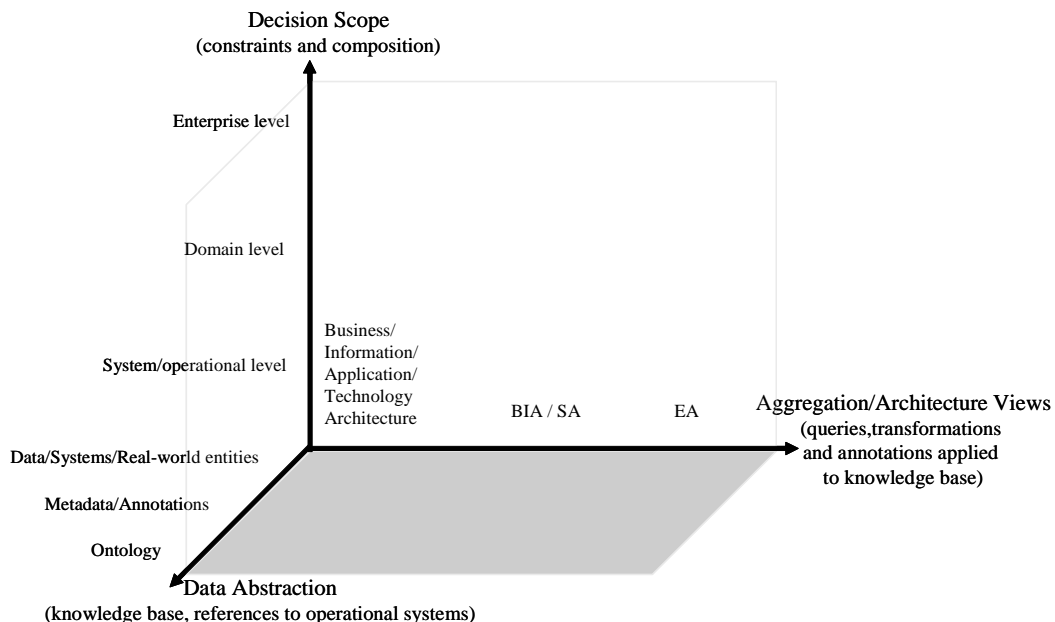 Decision Scope
(constraints and composition)
Enterprise level
Domain level
System/operational level
Business/
Information/
Application/
Technology
Architecture
BIA / SA
EA
Aggregation/Architecture Views
(queries,transformations
and annotations applied
to knowledge base)
Data/Systems/Real-world entities
Metadata/Annotations
Ontology
Data Abstraction
(knowledge base, references to operational systems)